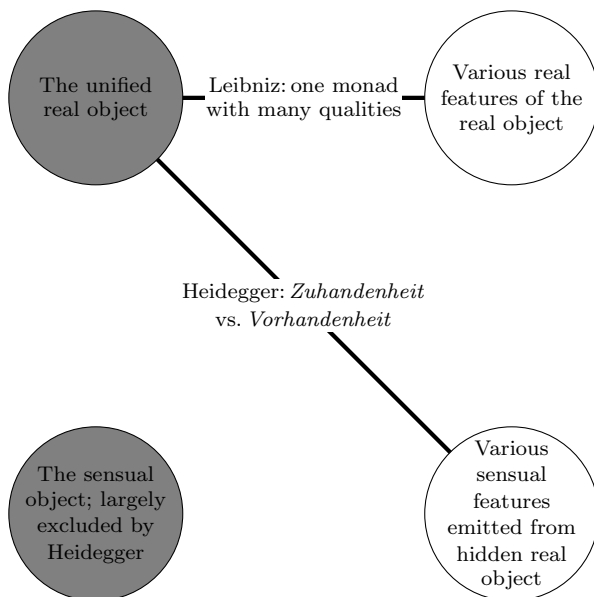 The unified
real object
Leibniz: one monad
with many qualities
Various real
features of the
real object
Heidegger: Zuhandenheit
vs. Vorhandenheit
The sensual
object; largely
excluded by
Heidegger
Various
sensual
features
emitted from
hidden real
object